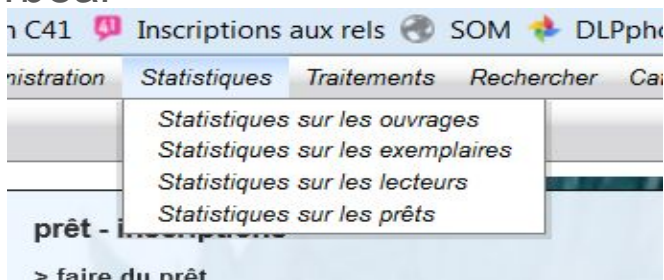 C41 Inscriptions aux rels SOM DLPpho
nistration Statistiques Traitements Rechercher Ca
Statistiques sur les ouvrages
Statistiques sur les exemplaires
Statistiques sur les lecteurs
Statistiques sur les prêts
prêt - inscriptions
> faire du prêt